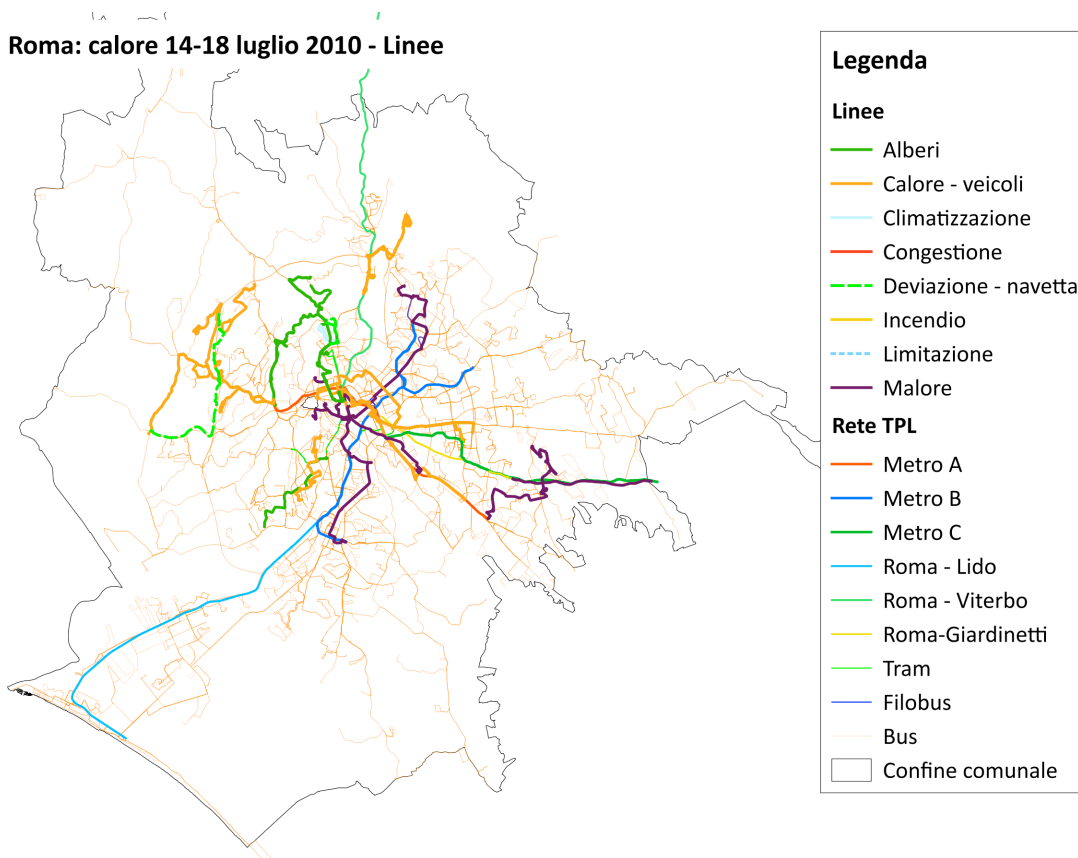 Roma: calore 14-18 luglio 2010 - Linee
Legenda
Linee
Alberi
Calore - veicoli
Climatizzazione
Congestione
Deviazione - navetta
Incendio
Limitazione
Malore
Rete TPL
Metro A
Metro B
Metro C
Roma - Lido
Roma - Viterbo
Roma-Giardinetti
Tram
Filobus
Bus
Confine comunale